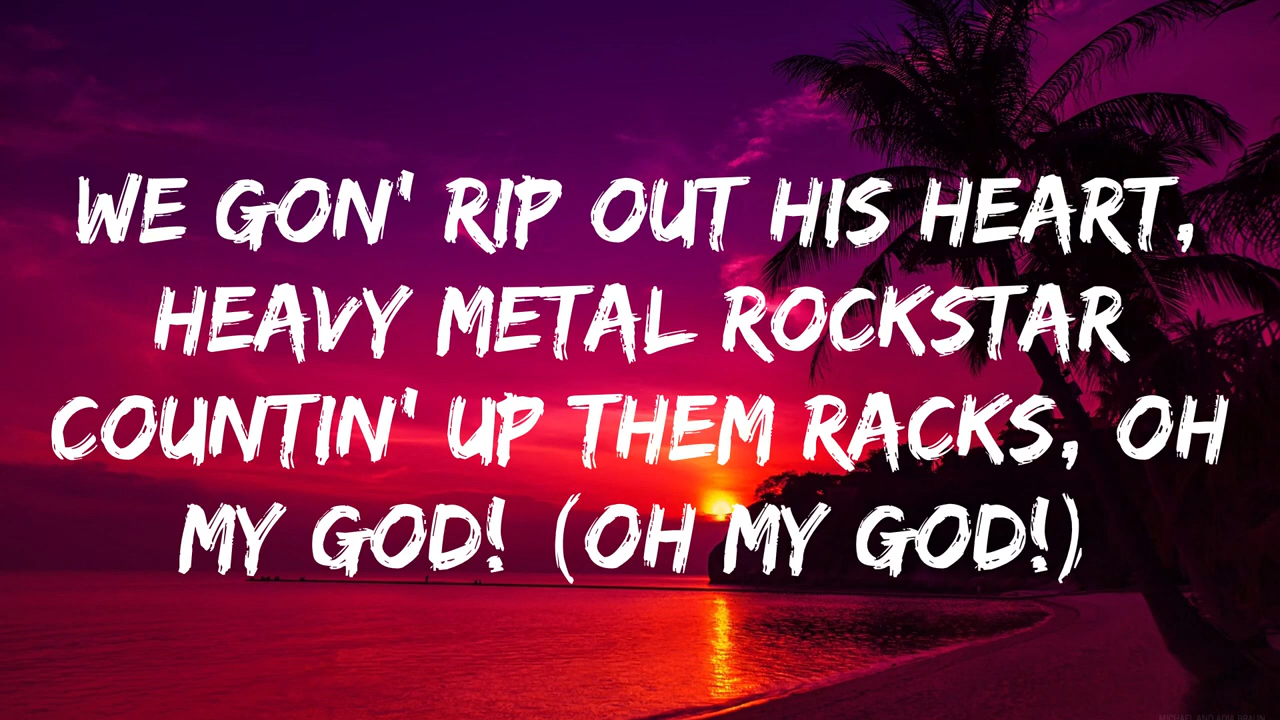 WE GON' RIP OUT HIS HEART,
HEAVY METAL ROCKSTAR
COUNTIN' UP THEM RACKS, OH
MY GOD! (OH MY GOD!)